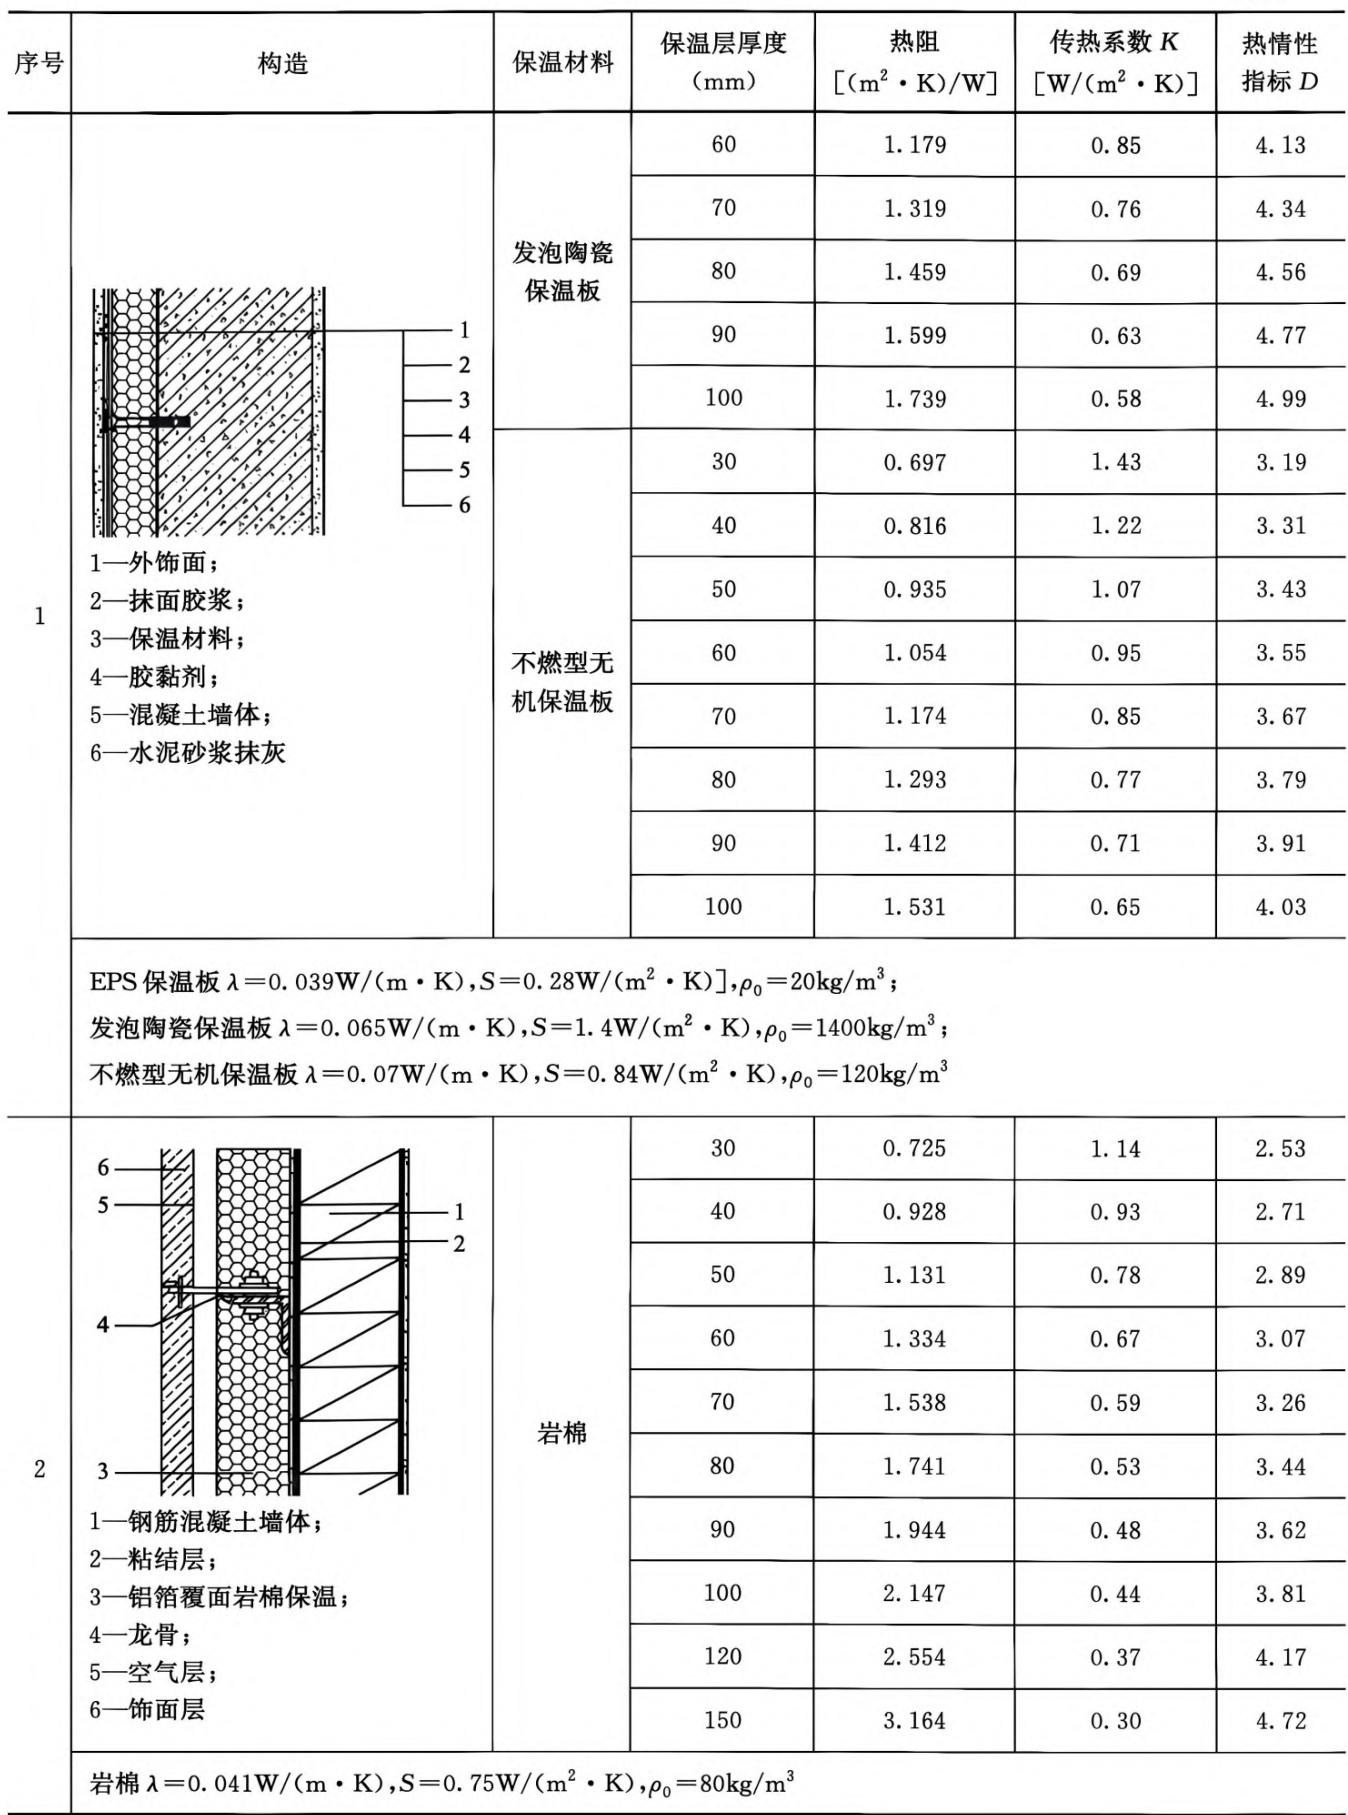 序号 构造 保温材料 保温层厚度（mm） 热阻[(m²·K)/W] 传热系数 K[W/(m²·K)] 热惰性指标 D
1
1
2
3
4
5
6
1—外饰面；
2—抹面胶浆；
3—保温材料；
4—胶黏剂；
5—混凝土墙体；
6—水泥砂浆抹灰
发泡陶瓷
保温板
60 1.179 0.85 4.13
70 1.319 0.76 4.34
80 1.459 0.69 4.56
90 1.599 0.63 4.77
100 1.739 0.58 4.99
不燃型无
机保温板
30 0.697 1.43 3.19
40 0.816 1.22 3.31
50 0.935 1.07 3.43
60 1.054 0.95 3.55
70 1.174 0.85 3.67
80 1.293 0.77 3.79
90 1.412 0.71 3.91
100 1.531 0.65 4.03
EPS保温板 λ＝0.039W/(m·K),S＝0.28W/(m²·K)],ρ₀＝20kg/m³；
发泡陶瓷保温板 λ＝0.065W/(m·K),S＝1.4W/(m²·K),ρ₀＝1400kg/m³；
不燃型无机保温板 λ＝0.07W/(m·K),S＝0.84W/(m²·K),ρ₀＝120kg/m³
2
6
5
1
2
4
3
1—钢筋混凝土墙体；
2—粘结层；
3—铝箔覆面岩棉保温；
4—龙骨；
5—空气层；
6—饰面层
岩棉
30 0.725 1.14 2.53
40 0.928 0.93 2.71
50 1.131 0.78 2.89
60 1.334 0.67 3.07
70 1.538 0.59 3.26
80 1.741 0.53 3.44
90 1.944 0.48 3.62
100 2.147 0.44 3.81
120 2.554 0.37 4.17
150 3.164 0.30 4.72
岩棉 λ＝0.041W/(m·K),S＝0.75W/(m²·K),ρ₀＝80kg/m³